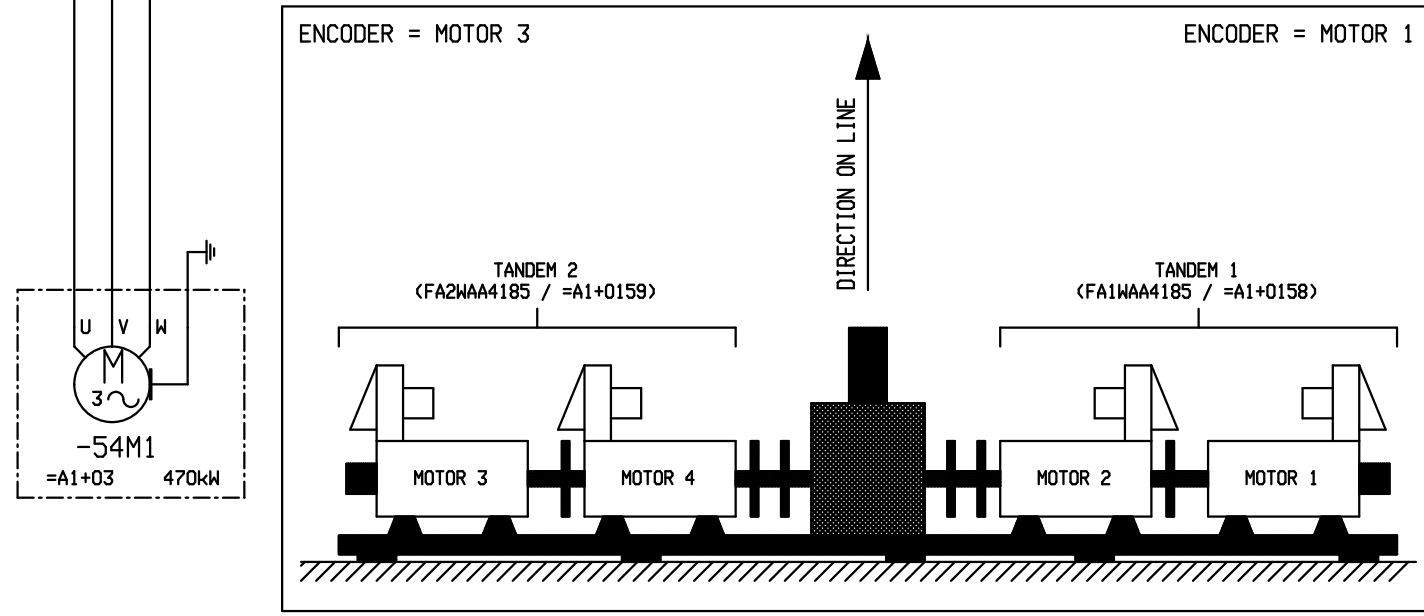 ENCODER = MOTOR 3
ENCODER = MOTOR 1
DIRECTION ON LINE
TANDEM 2
(FA2WAA4185 / =A1+0159)
TANDEM 1
(FA1WAA4185 / =A1+0158)
U V W
M
3~
-54M1
=A1+03 470kW
MOTOR 3
MOTOR 4
MOTOR 2
MOTOR 1